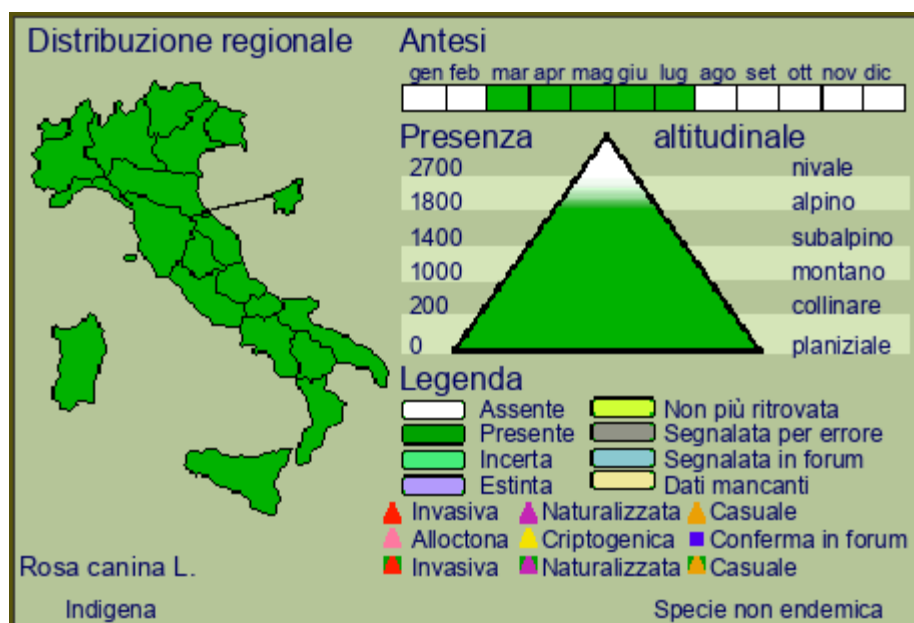 Distribuzione regionale
Antesi
gen feb mar apr mag giu lug ago set ott nov dic
Presenza altitudinale
2700 nivale
1800 alpino
1400 subalpino
1000 montano
200 collinare
0 planiziale
Legenda
Assente Non più ritrovata
Presente Segnalata per errore
Incerta Segnalata in forum
Estinta Dati mancanti
Invasiva Naturalizzata Casuale
Alloctona Criptogenica Conferma in forum
Invasiva Naturalizzata Casuale
Rosa canina L.
Indigena Specie non endemica